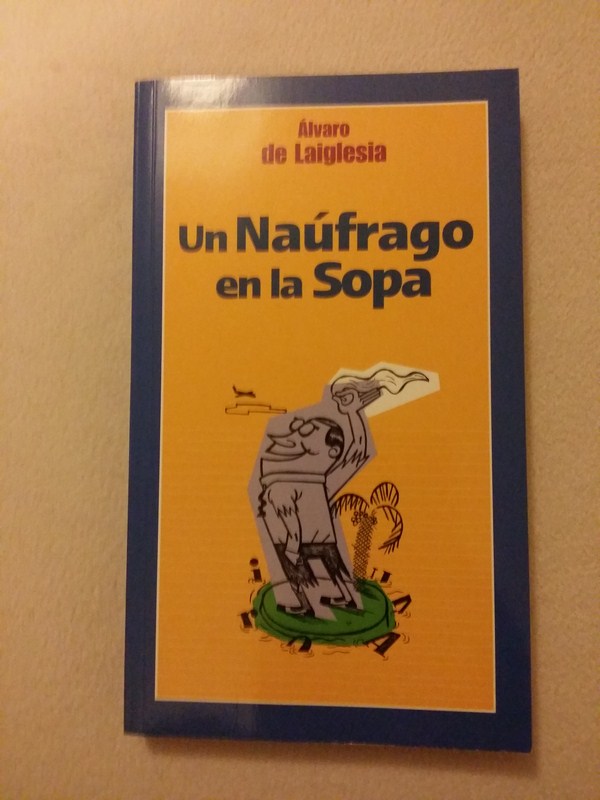 Álvaro
de Laiglesia
Un Naúfrago
en la Sopa